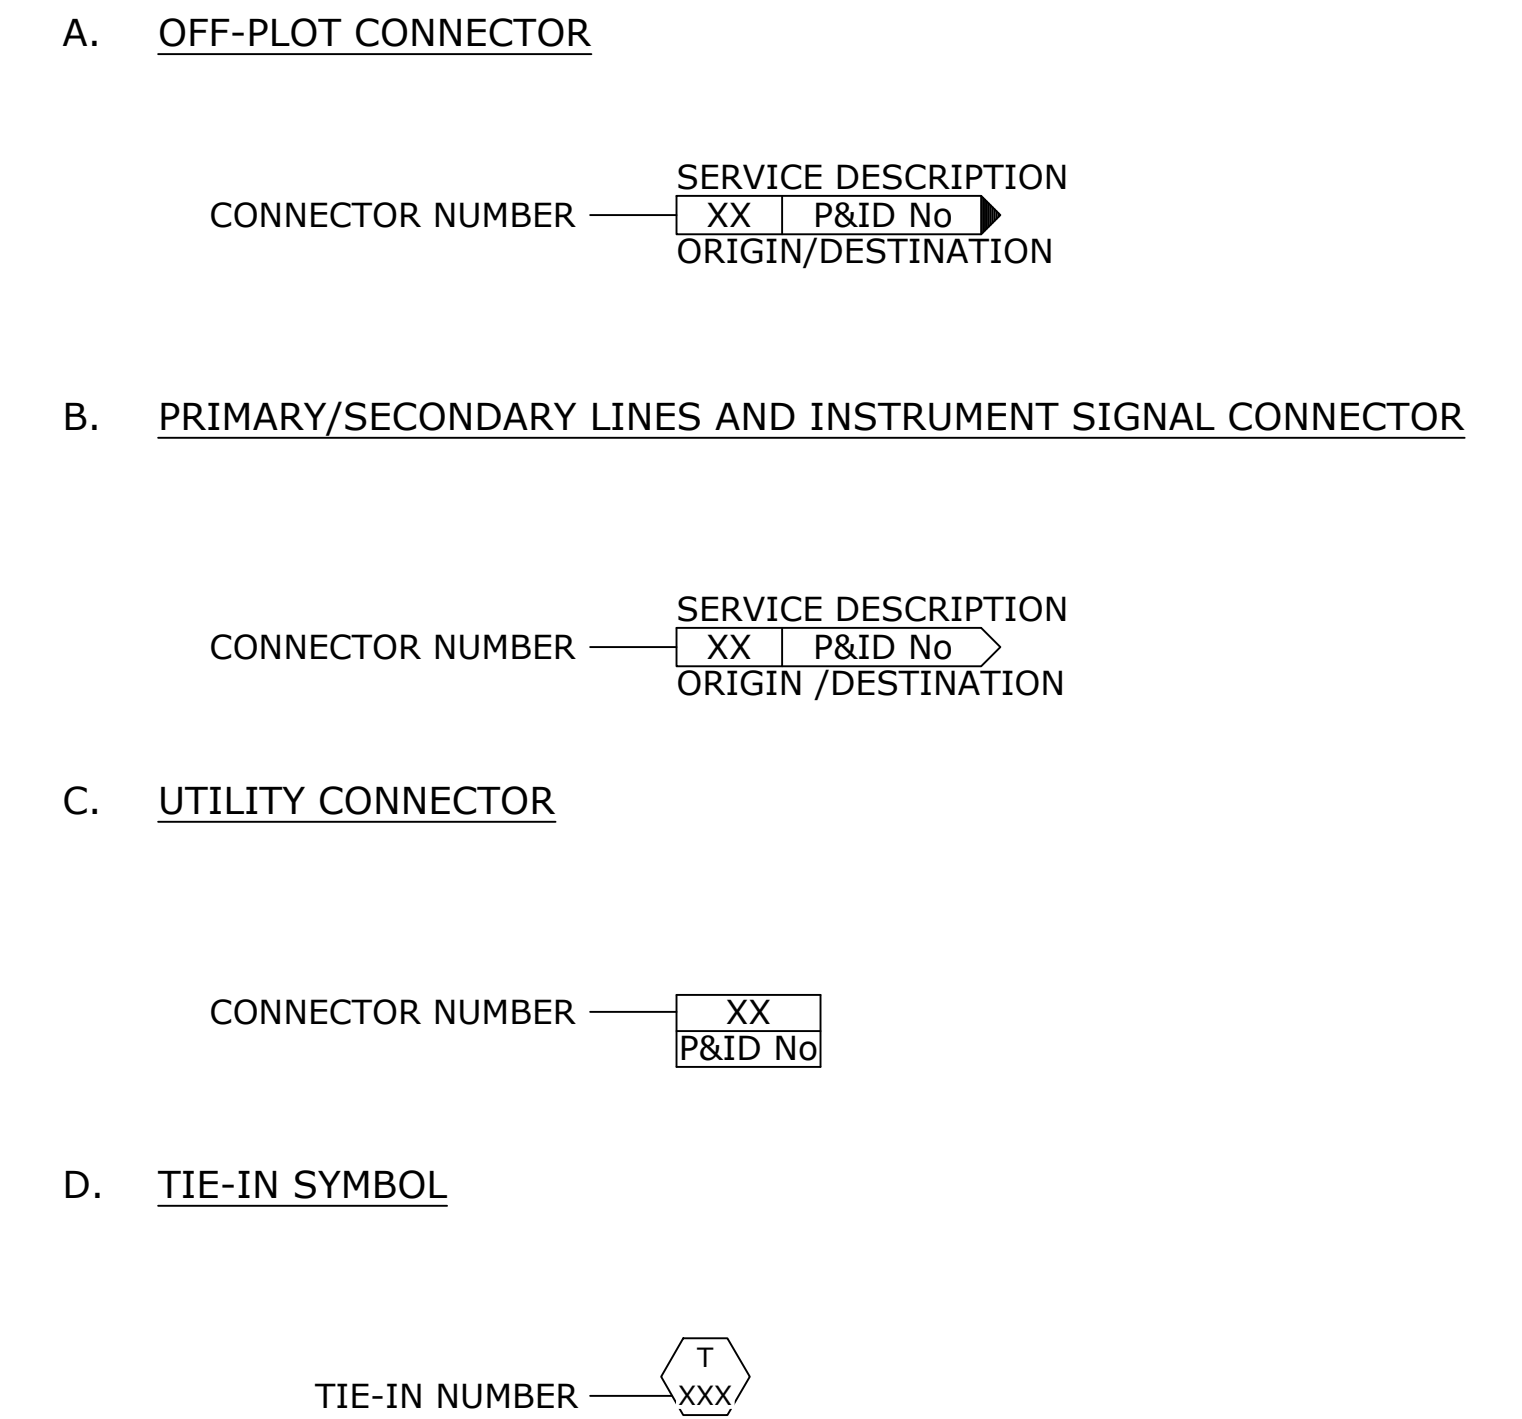 A. OFF-PLOT CONNECTOR
SERVICE DESCRIPTION
CONNECTOR NUMBER XX P&ID No
ORIGIN/DESTINATION
B. PRIMARY/SECONDARY LINES AND INSTRUMENT SIGNAL CONNECTOR
SERVICE DESCRIPTION
CONNECTOR NUMBER XX P&ID No
ORIGIN /DESTINATION
C. UTILITY CONNECTOR
CONNECTOR NUMBER XX
P&ID No
D. TIE-IN SYMBOL
T
TIE-IN NUMBER XXX